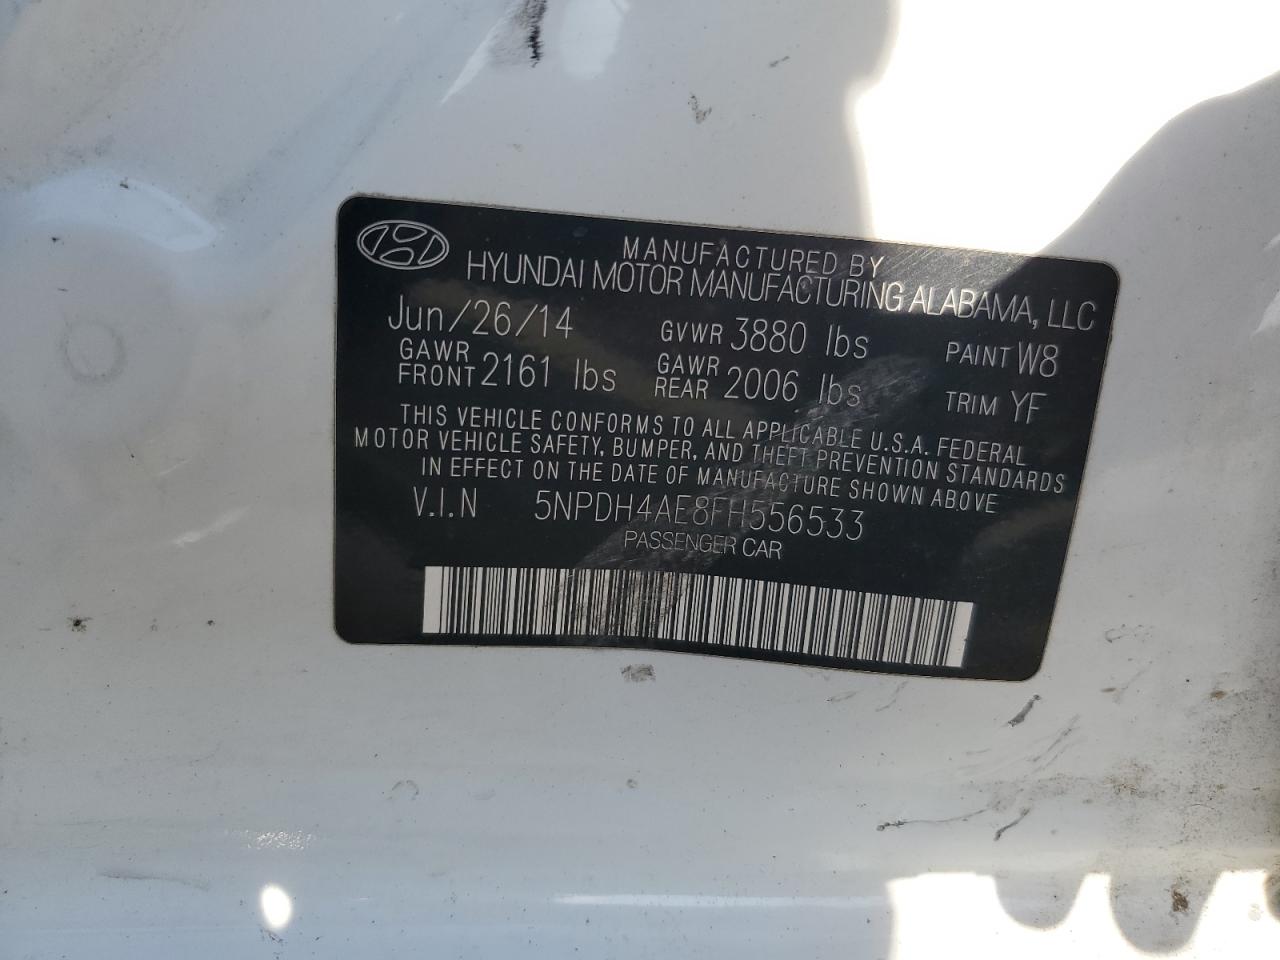 MANUFACTURED BY
HYUNDAI MOTOR MANUFACTURING ALABAMA, LLC
Jun/26/14 GVWR 3880 lbs PAINT W8
GAWR FRONT 2161 lbs GAWR REAR 2006 lbs TRIM YF
THIS VEHICLE CONFORMS TO ALL APPLICABLE U.S.A. FEDERAL
MOTOR VEHICLE SAFETY, BUMPER, AND THEFT PREVENTION STANDARDS
IN EFFECT ON THE DATE OF MANUFACTURE SHOWN ABOVE
V.I.N 5NPDH4AE8FH556533
PASSENGER CAR